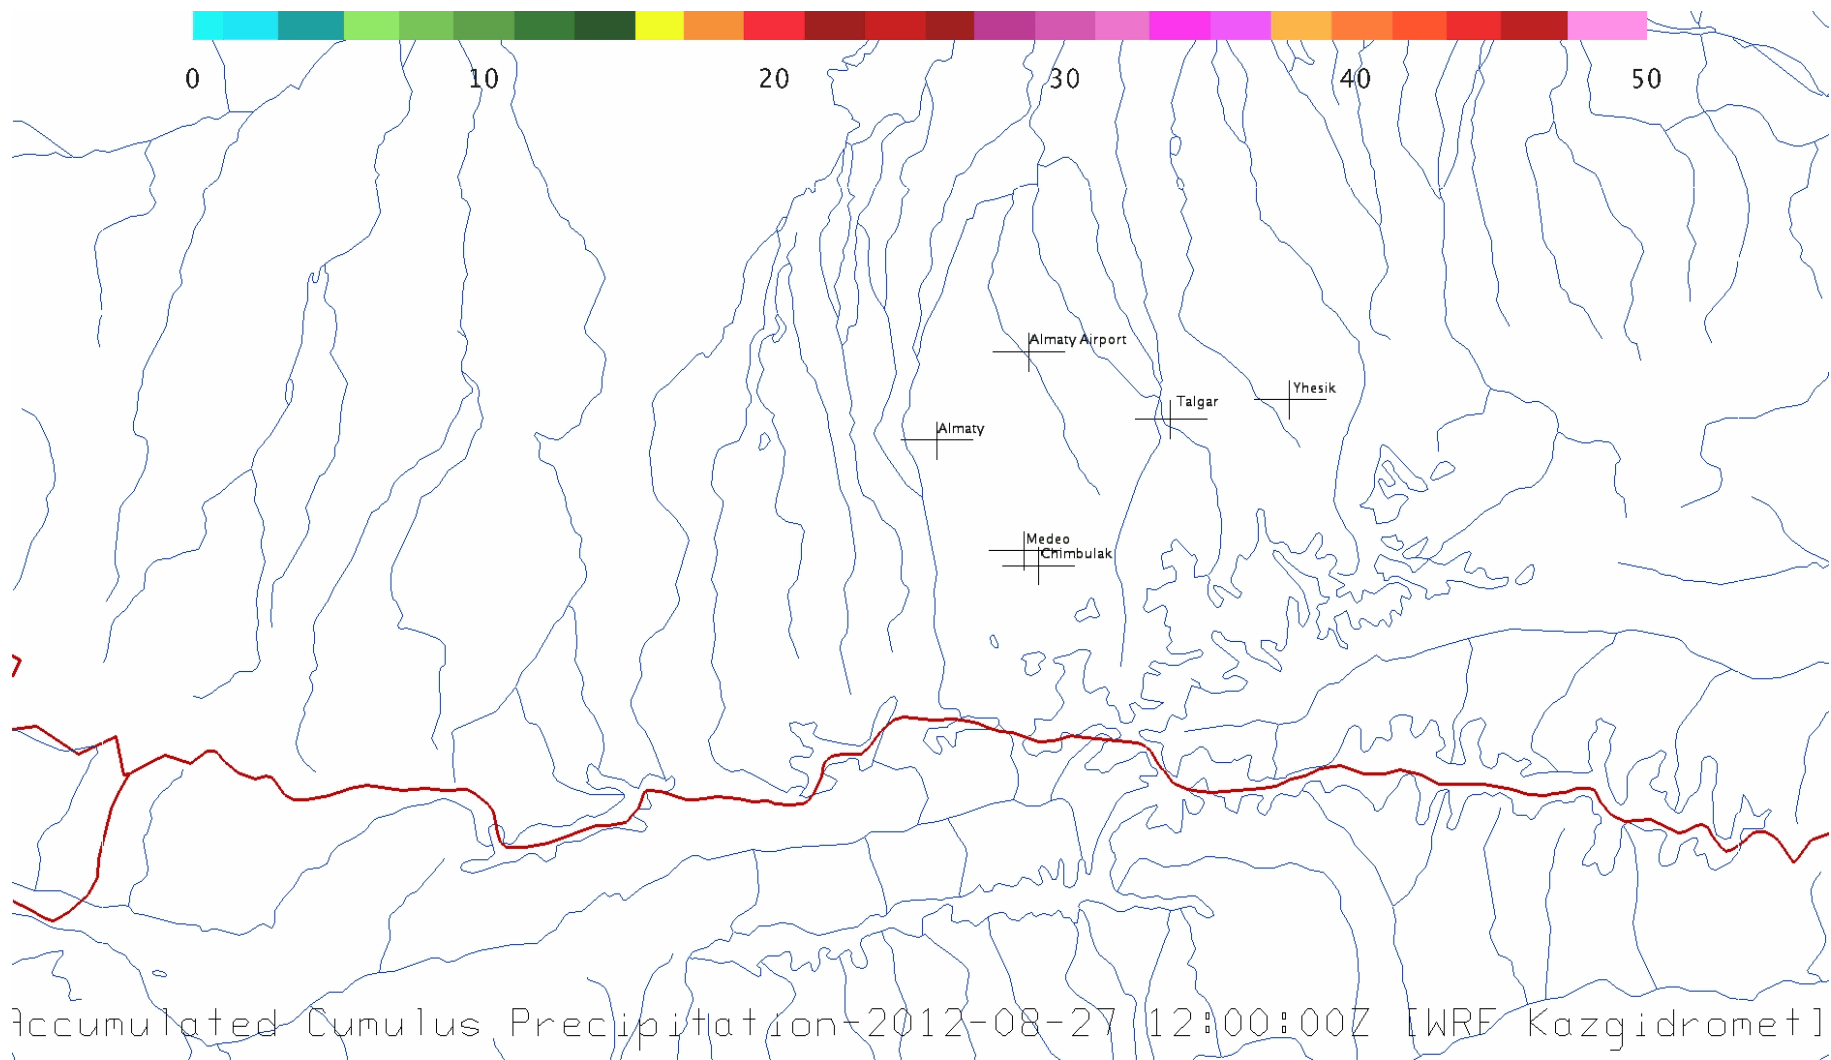 0 10 20 30 40 50
Almaty Airport
Yhesik
Talgar
Almaty
Medeo
Chimbulak
Accumulated Cumulus Precipitation-2012-08-27 12:00:00Z [WRF Kazgidromet]